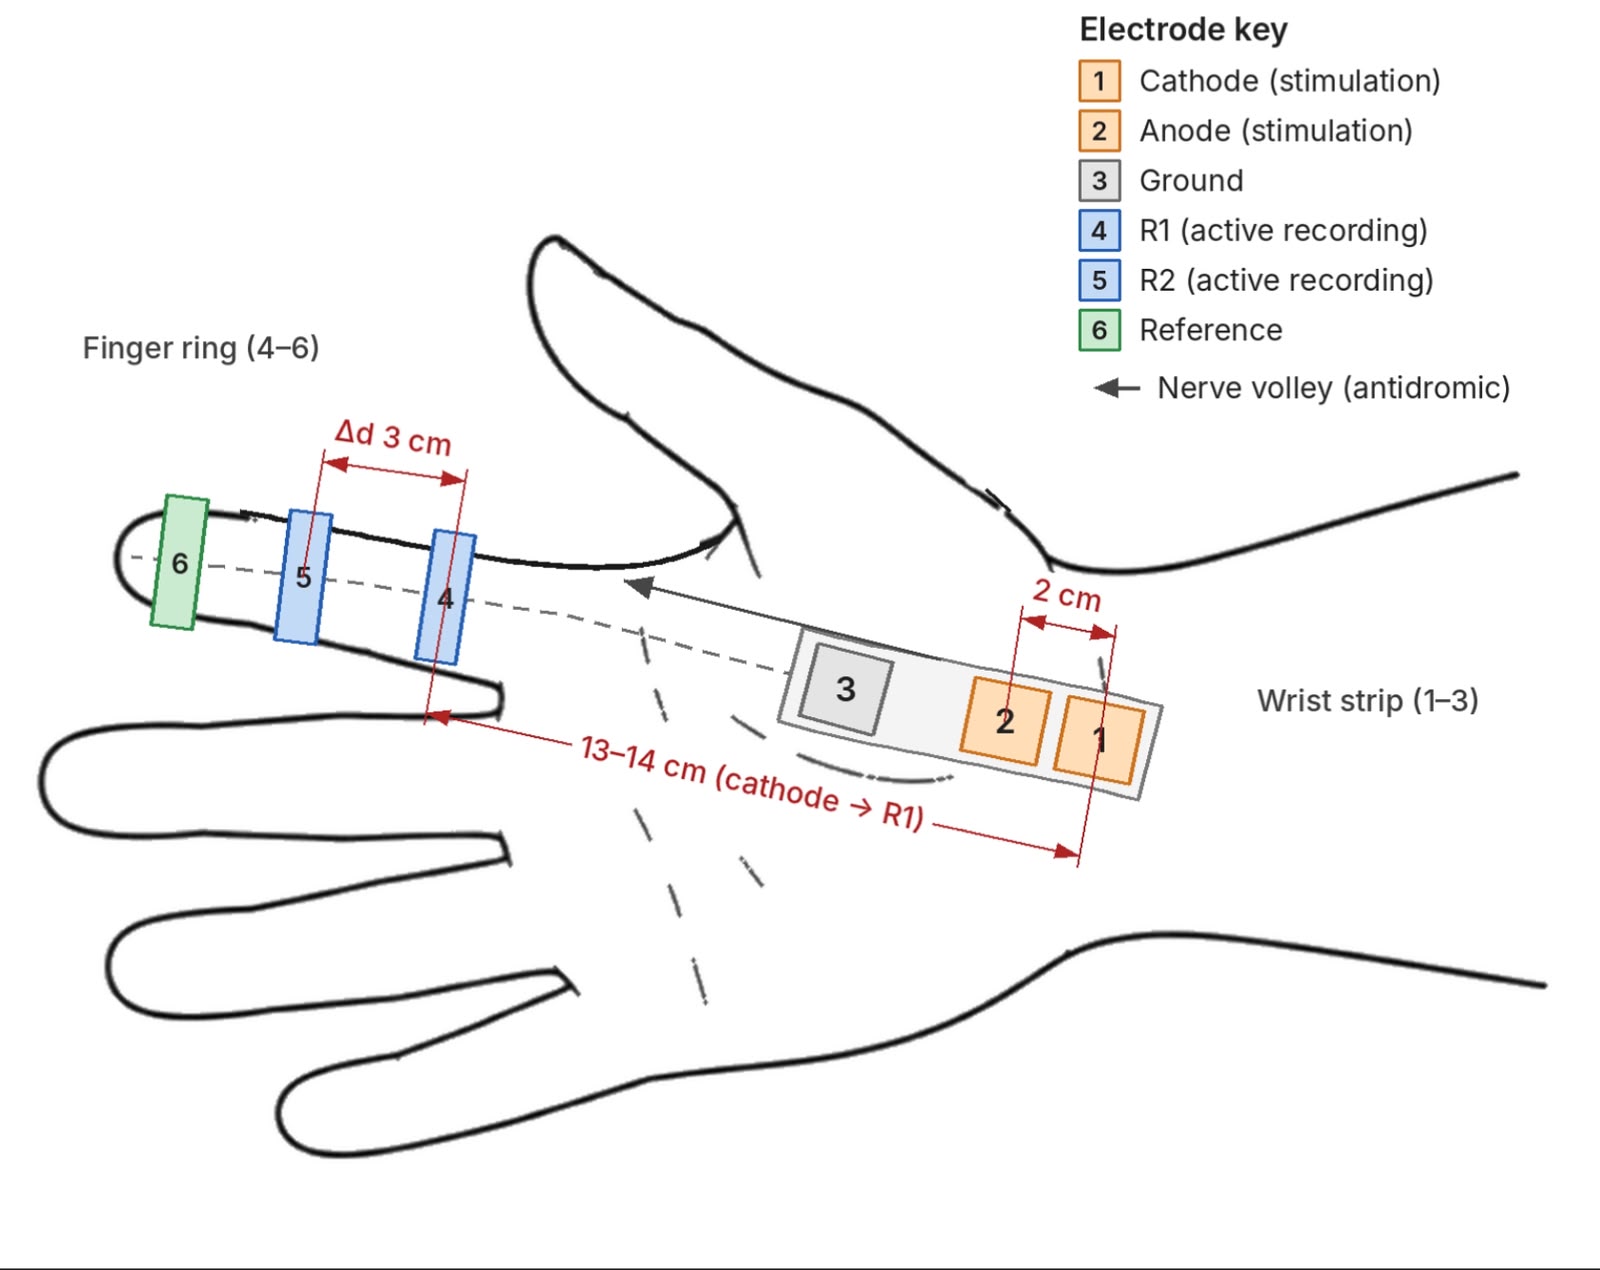 Electrode key
1 Cathode (stimulation)
2 Anode (stimulation)
3 Ground
4 R1 (active recording)
5 R2 (active recording)
6 Reference
Nerve volley (antidromic)
Finger ring (4–6)
Δd 3 cm
6
5
4
2 cm
3
2
1
Wrist strip (1–3)
13–14 cm (cathode → R1)